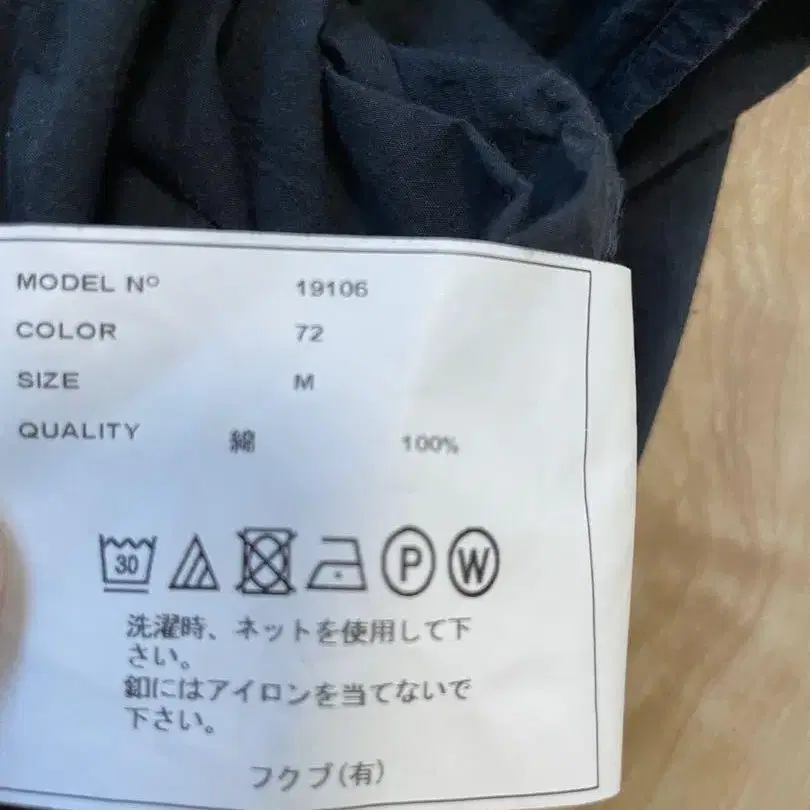 MODEL Nº 19106
COLOR 72
SIZE M
QUALITY 綿 100%
30 P W
洗濯時、ネットを使用して下
さい。
釦にはアイロンを当てないで
下さい。
フクブ(有)